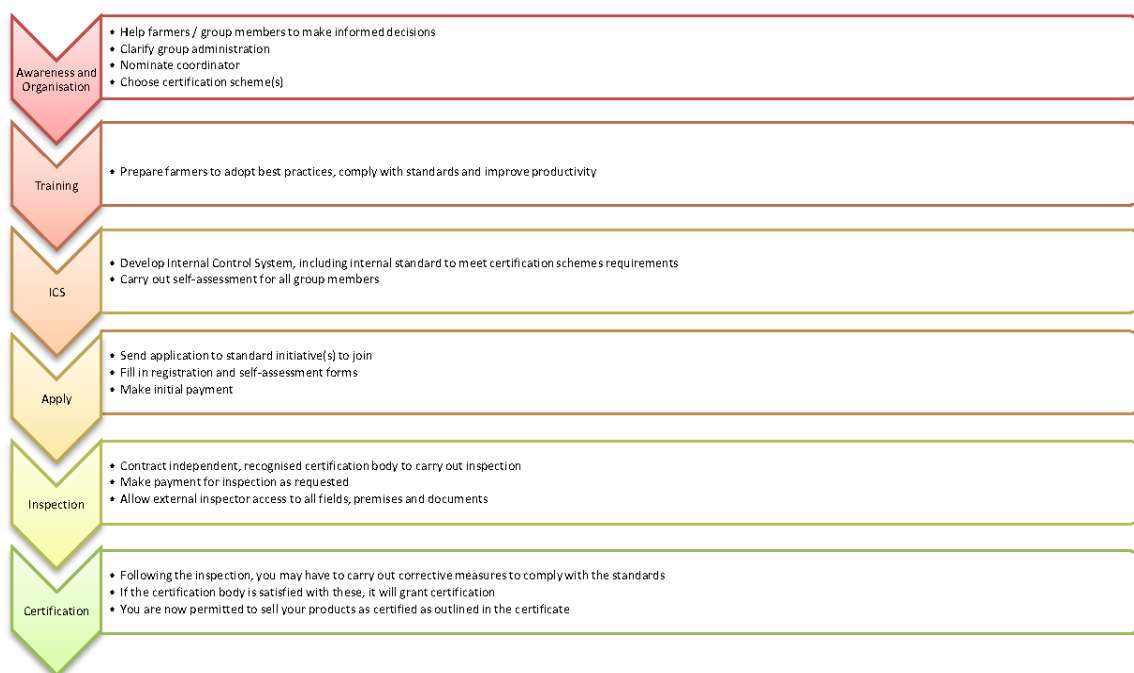 Awareness and
Organisation
• Help farmers / group members to make informed decisions
• Clarify group administration
• Nominate coordinator
• Choose certification scheme(s)
Training
• Prepare farmers to adopt best practices, comply with standards and improve productivity
ICS
• Develop Internal Control System, including internal standard to meet certification schemes requirements
• Carry out self-assessment for all group members
Apply
• Send application to standard initiative(s) to join
• Fill in registration and self-assessment forms
• Make initial payment
Inspection
• Contract independent, recognised certification body to carry out inspection
• Make payment for inspection as requested
• Allow external inspector access to all fields, premises and documents
Certification
• Following the inspection, you may have to carry out corrective measures to comply with the standards
• If the certification body is satisfied with these, it will grant certification
• You are now permitted to sell your products as certified as outlined in the certificate